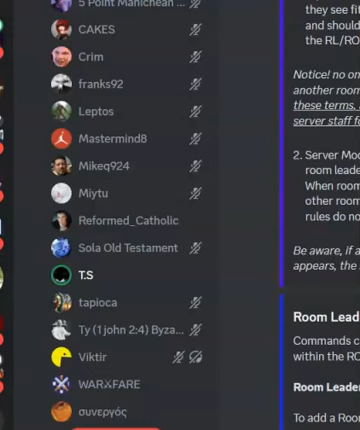 5 Point Manichean ...
CAKES
Crim
franks92
Leptos
Mastermind8
Mikeq924
Miytu
Reformed_Catholic
Sola Old Testament
T.S
tapioca
Ty (1 john 2:4) Byza...
Viktir
WARXFARE
συνεργός
they see fit
and should
the RL/RO
Notice! no on
another room
these terms.
server staff fo
2. Server Mod
room leade
When room
other room
rules do no
Be aware, if a
appears, the
Room Lead
Commands c
within the RO
Room Leader
To add a Roo